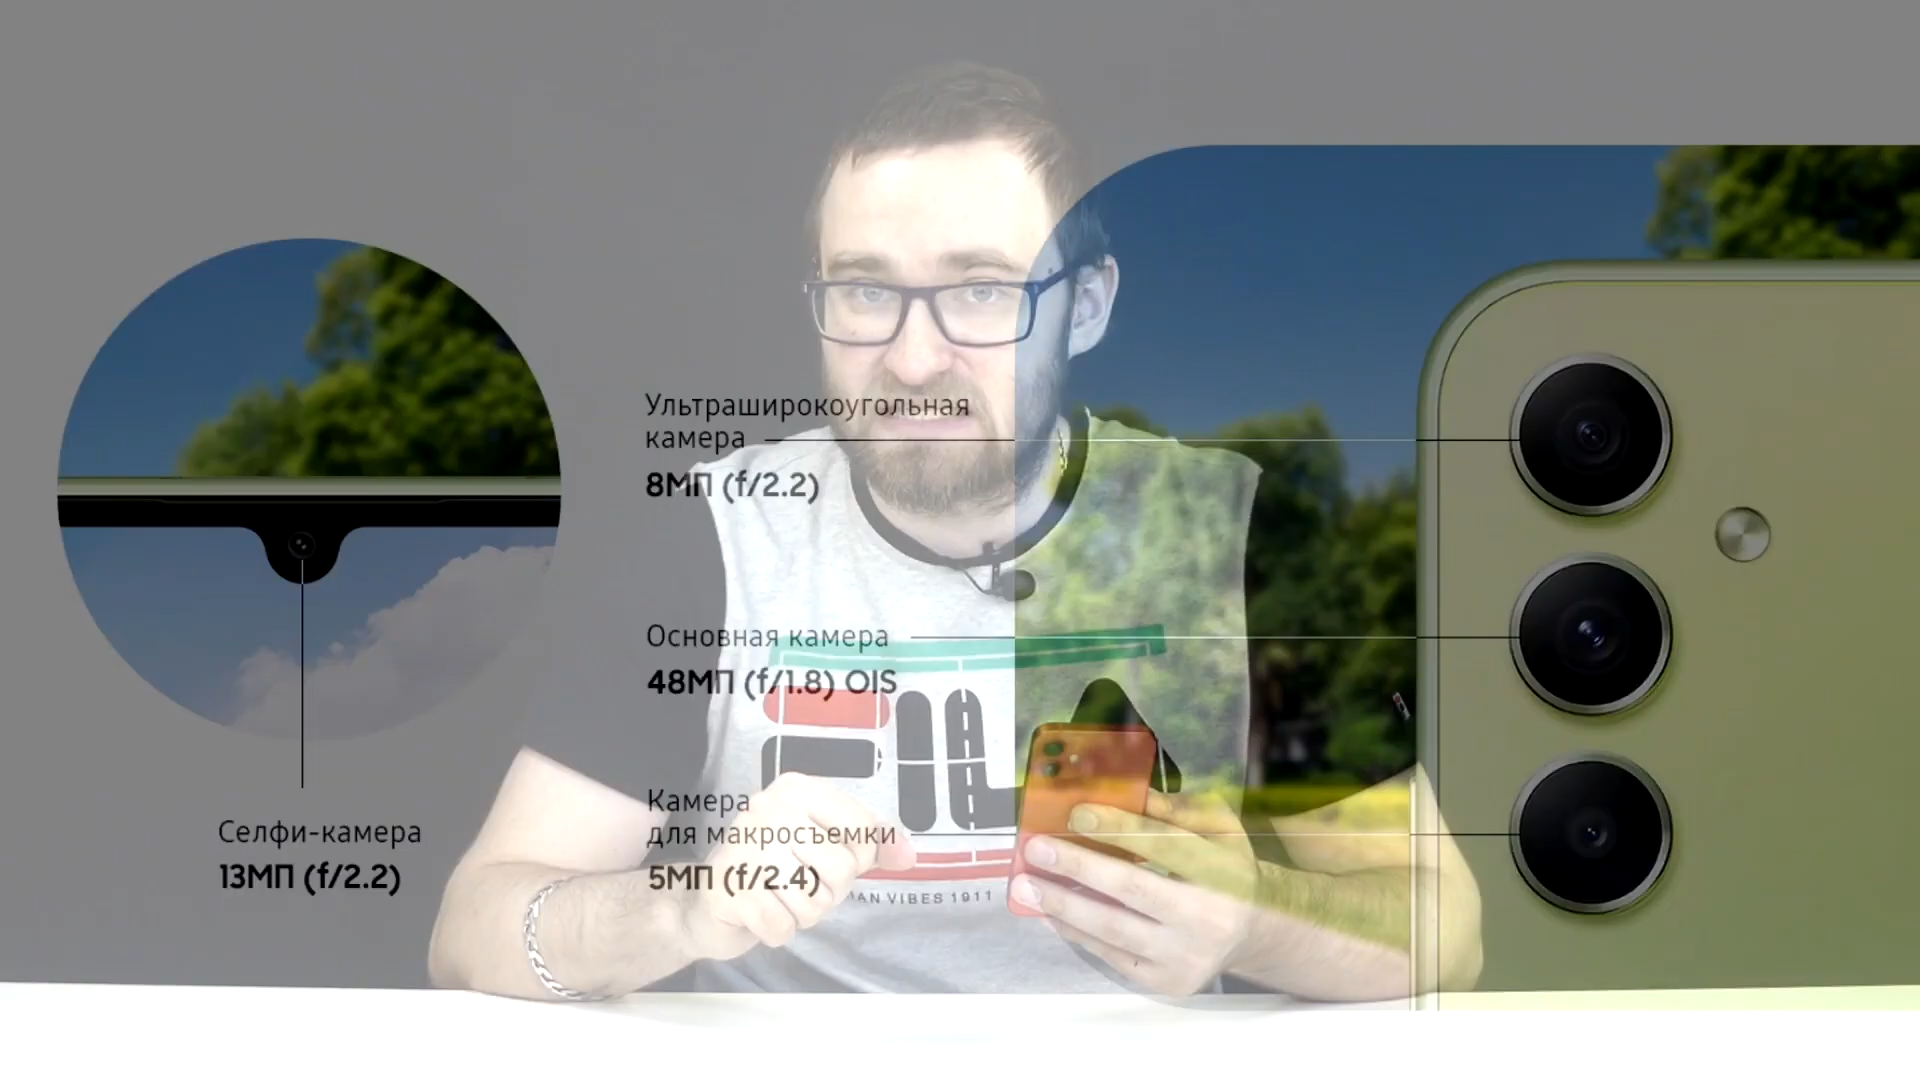 Ультраширокоугольная
камера
8МП (f/2.2)
Основная камера
48МП (f/1.8) OIS
Камера
для макросъемки
5МП (f/2.4)
Селфи-камера
13МП (f/2.2)
FILA
VIBES 1911